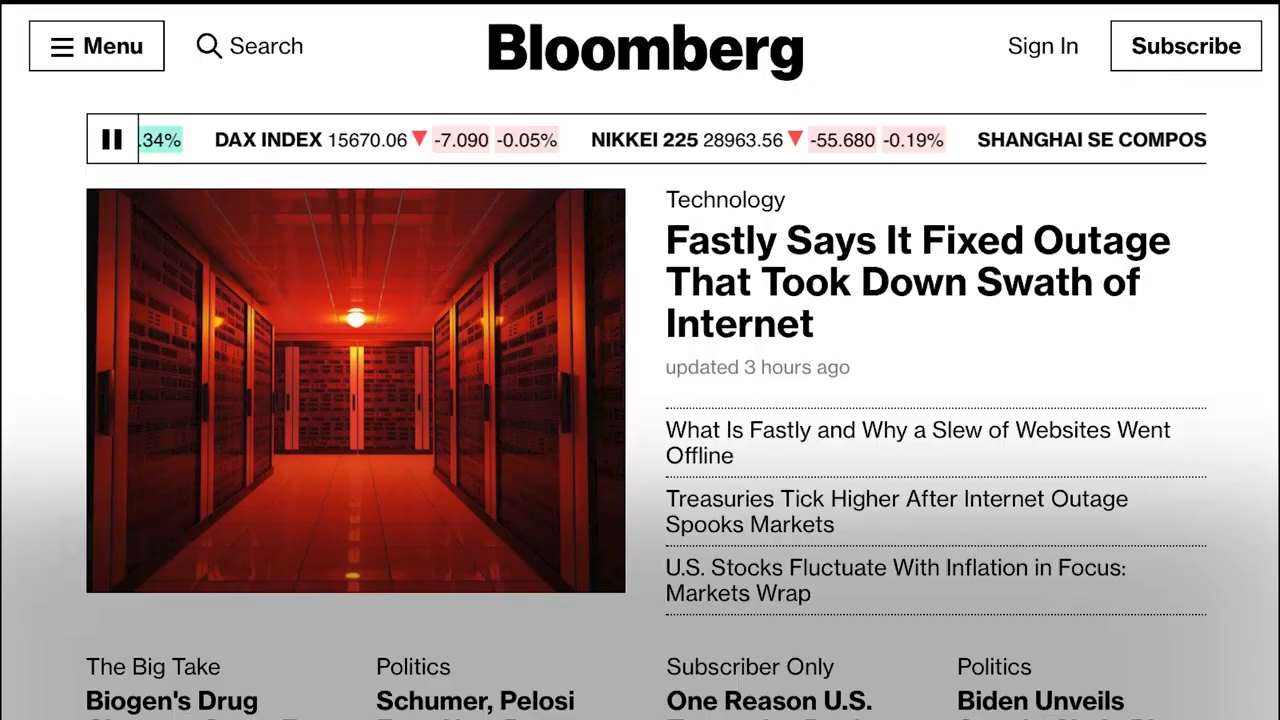 Menu
Search
Bloomberg
Sign In
Subscribe
.34% DAX INDEX 15670.06 -7.090 -0.05% NIKKEI 225 28963.56 -55.680 -0.19% SHANGHAI SE COMPOS
Technology
Fastly Says It Fixed Outage
That Took Down Swath of
Internet
updated 3 hours ago
What Is Fastly and Why a Slew of Websites Went
Offline
Treasuries Tick Higher After Internet Outage
Spooks Markets
U.S. Stocks Fluctuate With Inflation in Focus:
Markets Wrap
The Big Take
Biogen's Drug
Politics
Schumer, Pelosi
Subscriber Only
One Reason U.S.
Politics
Biden Unveils